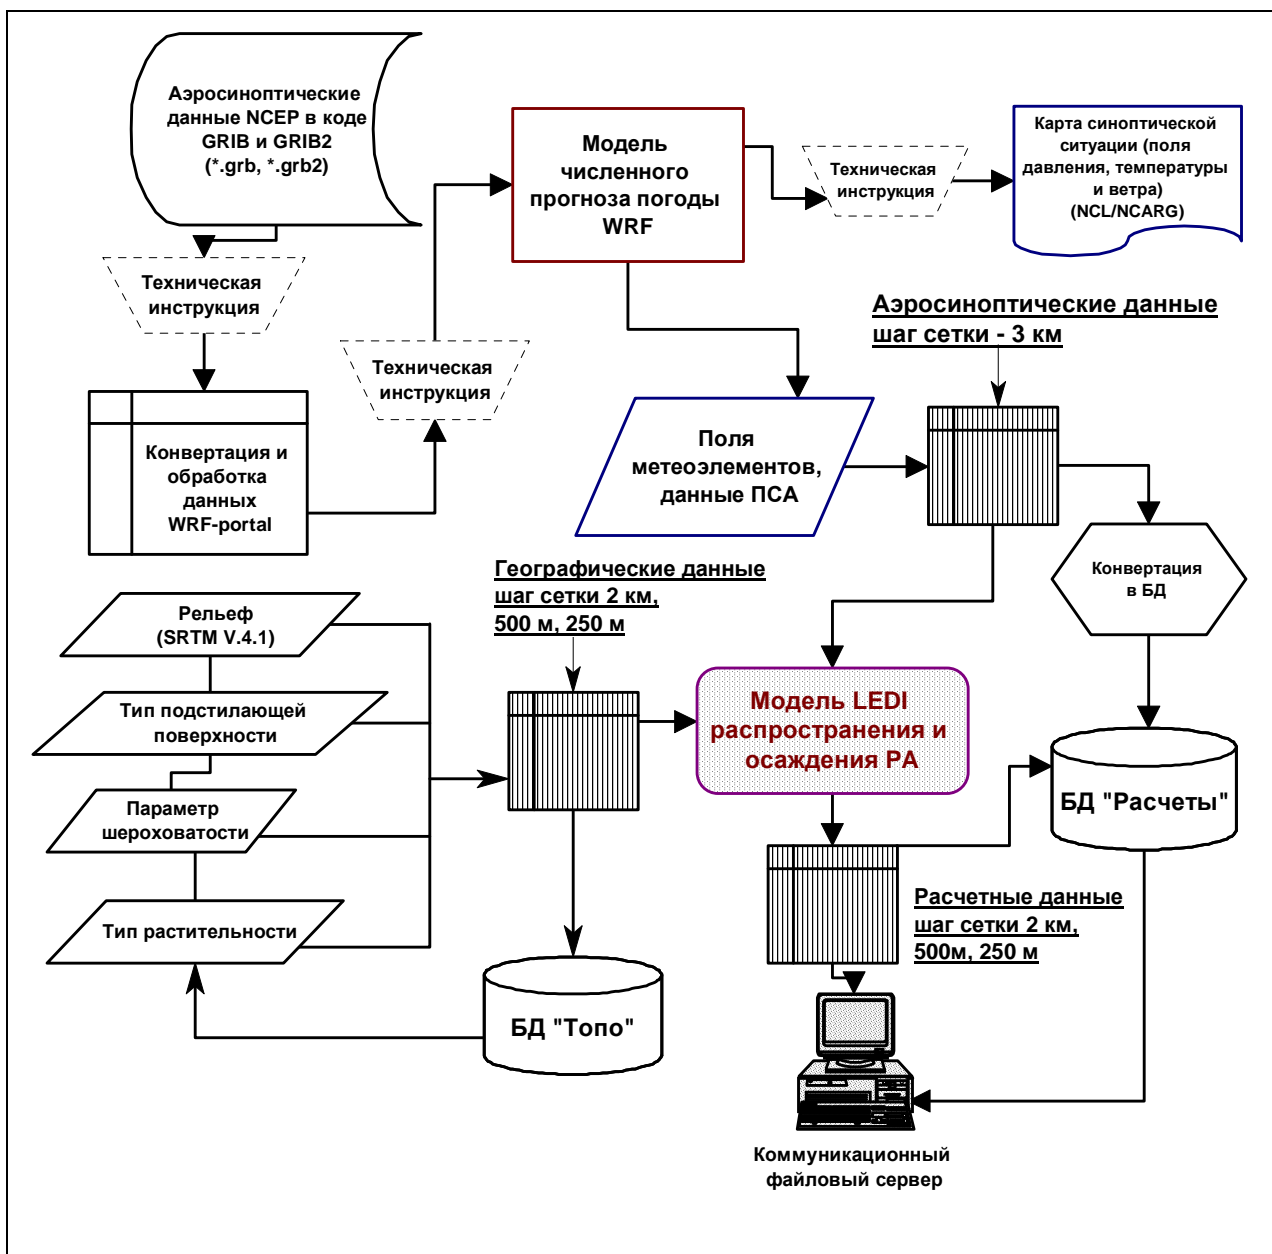 Аэросиноптические
данные NCEP в коде
GRIB и GRIB2
(*.grb, *.grb2)
Модель
численного
прогноза погоды
WRF
Техническая
инструкция
Карта синоптической
ситуации (поля
давления, температуры
и ветра)
(NCL/NCARG)
Техническая
инструкция
Техническая
инструкция
Аэросиноптические данные
шаг сетки - 3 км
Конвертация и
обработка
данных
WRF-portal
Поля
метеоэлементов,
данные ПСА
Конвертация
в БД
Географические данные
шаг сетки 2 км,
500 м, 250 м
Рельеф
(SRTM V.4.1)
Тип подстилающей
поверхности
Параметр
шероховатости
Тип растительности
Модель LEDI
распространения и
осаждения РА
БД "Расчеты"
Расчетные данные
шаг сетки 2 км,
500м, 250 м
БД "Топо"
Коммуникационный
файловый сервер